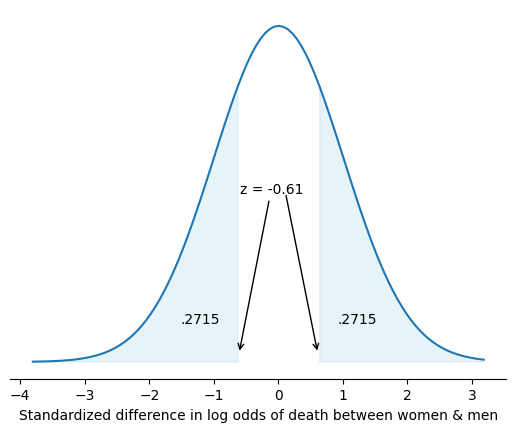 z = -0.61
.2715 .2715
−4 −3 −2 −1 0 1 2 3
Standardized difference in log odds of death between women & men